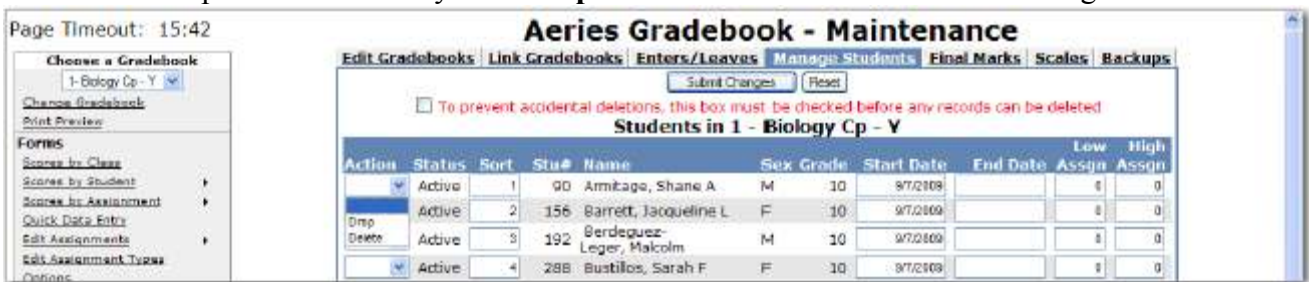 Page Timeout: 15:42
Aeries Gradebook - Maintenance
Choose a Gradebook
1- Biology Cp - Y
Change Gradebook
Print Preview
Forms
Scores by Class
Scores by Student
Scores by Assignment
Quick Data Entry
Edit Assignments
Edit Assignment Types
Options
Edit Gradebooks Link Gradebooks Enters/Leaves Manage Students Final Marks Scales Backups
Submit Changes Reset
To prevent accidental deletions, this box must be checked before any records can be deleted
Students in 1 - Biology Cp - Y
Action Status Sort Stu# Name Sex Grade Start Date End Date Low Assgn High Assgn
Active 1 90 Armitage, Shane A M 10 9/7/2009 0 0
Active 2 156 Barrett, Jacqueline L F 10 9/7/2009 0 0
Drop
Delete
Active 3 192 Berdeguez-Leger, Malcolm M 10 9/7/2009 0 0
Active 4 288 Bustillos, Sarah F F 10 9/7/2009 0 0